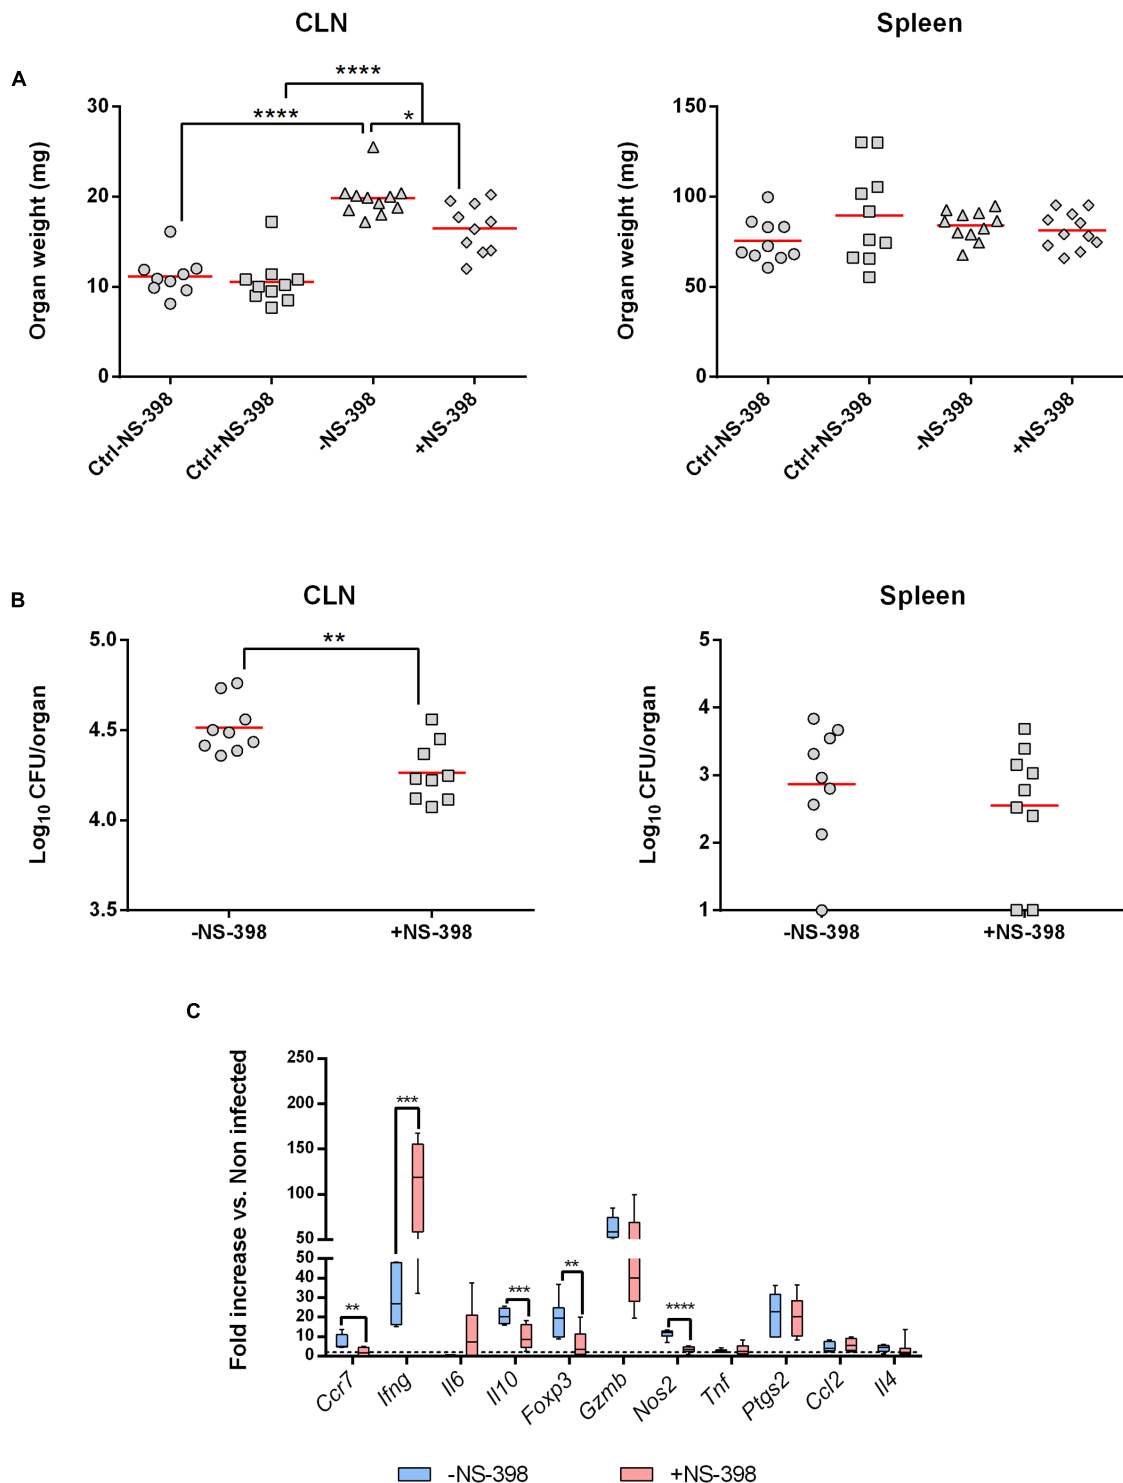 CLN
Spleen
A
****
****
*
30
20
10
0
Organ weight (mg)
Ctrl-NS-398
Ctrl+NS-398
-NS-398
+NS-398
150
100
50
0
Organ weight (mg)
Ctrl-NS-398
Ctrl+NS-398
-NS-398
+NS-398
B
CLN
Spleen
**
5.0
4.5
4.0
3.5
Log10 CFU/organ
-NS-398
+NS-398
5
4
3
2
1
Log10 CFU/organ
-NS-398
+NS-398
C
Fold increase vs. Non infected
250
200
150
100
50
50
40
30
20
10
0
**
***
***
**
****
Ccr7
Ifng
Il6
Il10
Foxp3
Gzmb
Nos2
Tnf
Ptgs2
Ccl2
Il4
-NS-398
+NS-398